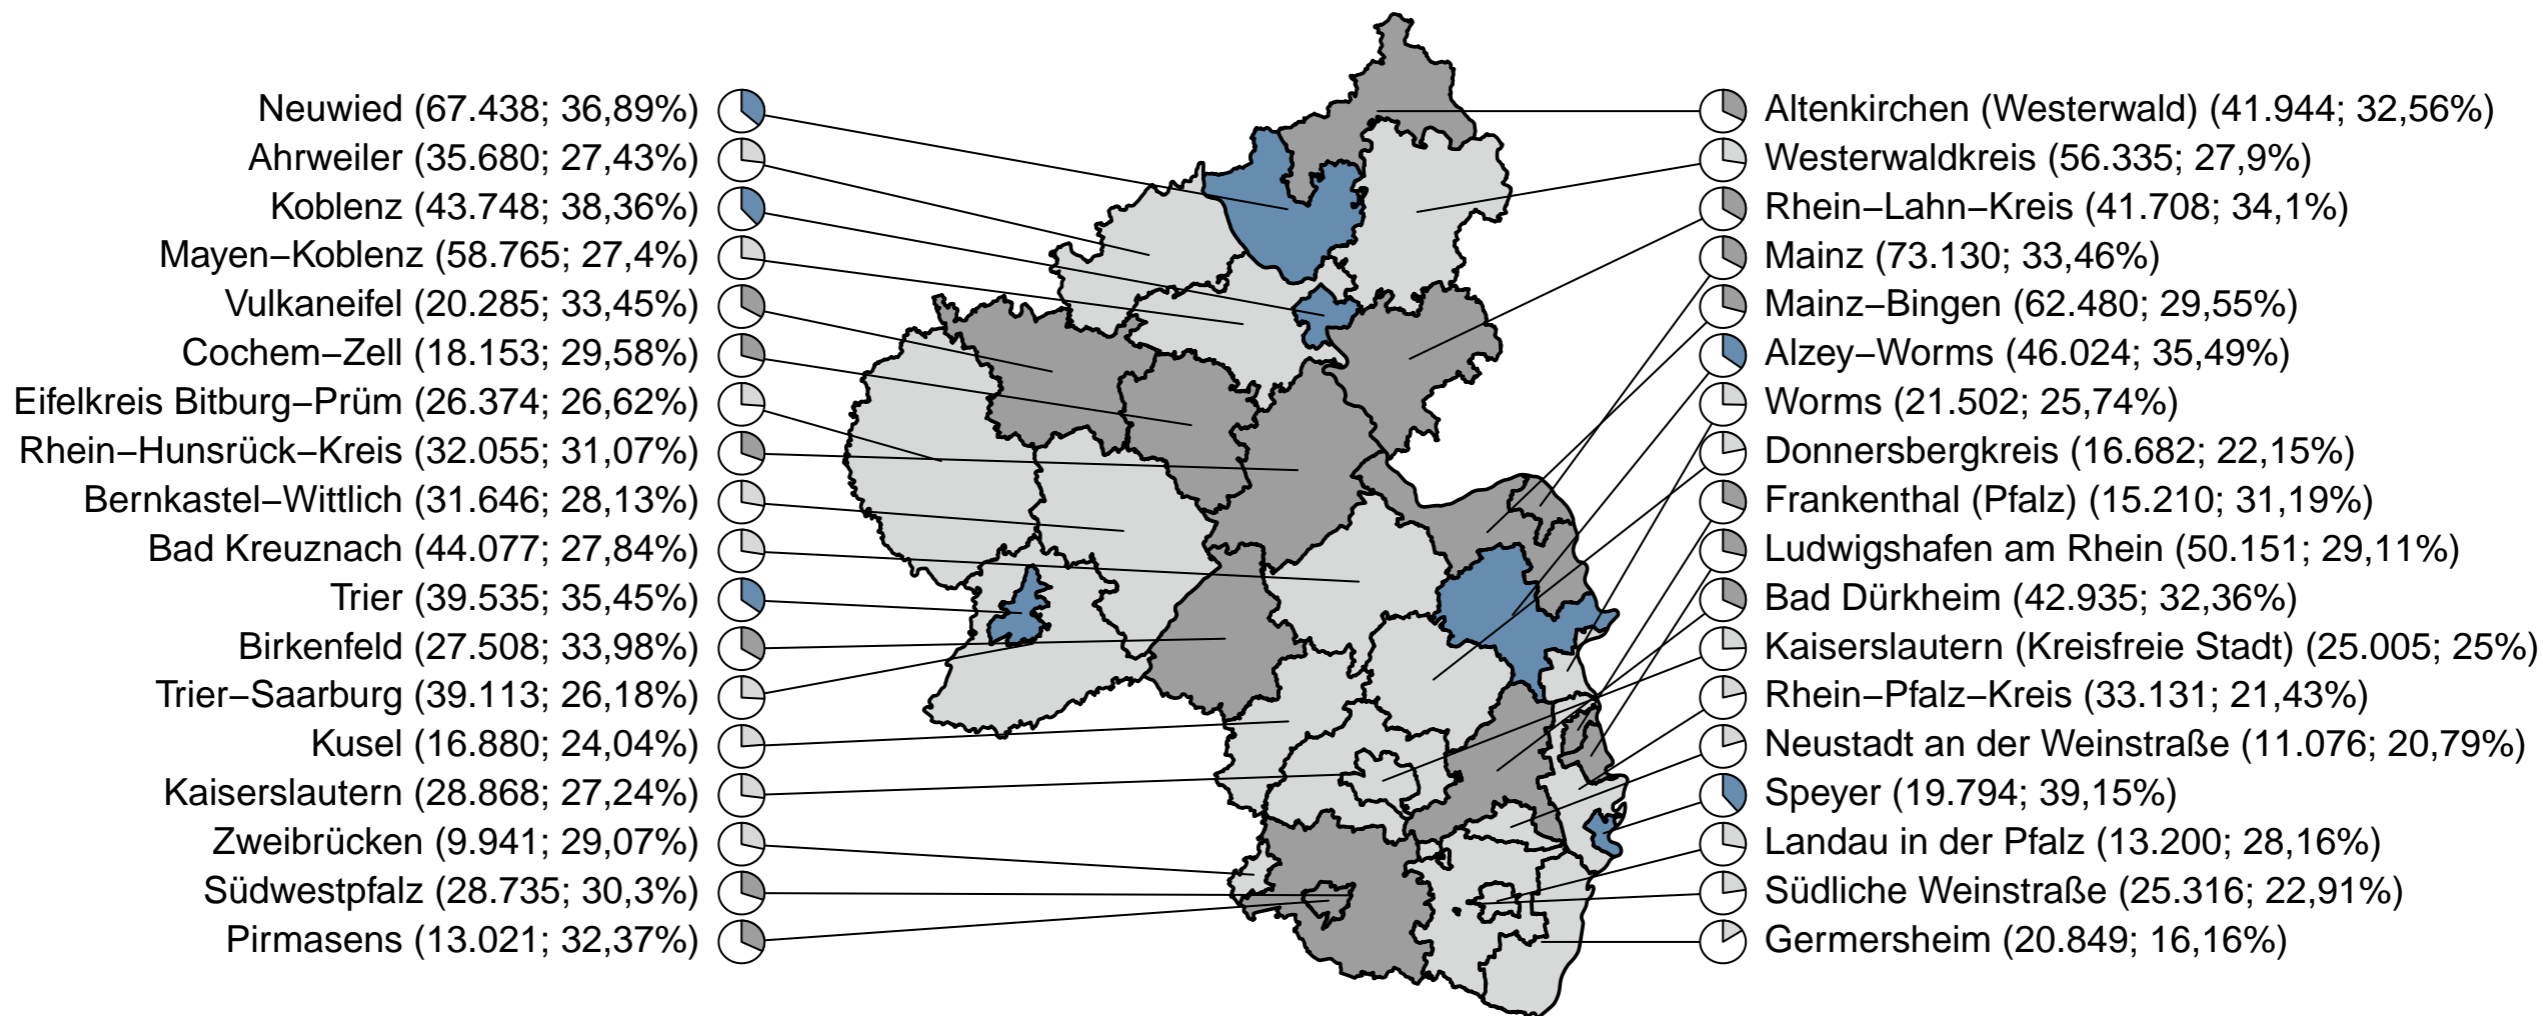 Neuwied (67.438; 36,89%)
Ahrweiler (35.680; 27,43%)
Koblenz (43.748; 38,36%)
Mayen−Koblenz (58.765; 27,4%)
Vulkaneifel (20.285; 33,45%)
Cochem−Zell (18.153; 29,58%)
Eifelkreis Bitburg−Prüm (26.374; 26,62%)
Rhein−Hunsrück−Kreis (32.055; 31,07%)
Bernkastel−Wittlich (31.646; 28,13%)
Bad Kreuznach (44.077; 27,84%)
Trier (39.535; 35,45%)
Birkenfeld (27.508; 33,98%)
Trier−Saarburg (39.113; 26,18%)
Kusel (16.880; 24,04%)
Kaiserslautern (28.868; 27,24%)
Zweibrücken (9.941; 29,07%)
Südwestpfalz (28.735; 30,3%)
Pirmasens (13.021; 32,37%)
Altenkirchen (Westerwald) (41.944; 32,56%)
Westerwaldkreis (56.335; 27,9%)
Rhein−Lahn−Kreis (41.708; 34,1%)
Mainz (73.130; 33,46%)
Mainz−Bingen (62.480; 29,55%)
Alzey−Worms (46.024; 35,49%)
Worms (21.502; 25,74%)
Donnersbergkreis (16.682; 22,15%)
Frankenthal (Pfalz) (15.210; 31,19%)
Ludwigshafen am Rhein (50.151; 29,11%)
Bad Dürkheim (42.935; 32,36%)
Kaiserslautern (Kreisfreie Stadt) (25.005; 25%)
Rhein−Pfalz−Kreis (33.131; 21,43%)
Neustadt an der Weinstraße (11.076; 20,79%)
Speyer (19.794; 39,15%)
Landau in der Pfalz (13.200; 28,16%)
Südliche Weinstraße (25.316; 22,91%)
Germersheim (20.849; 16,16%)